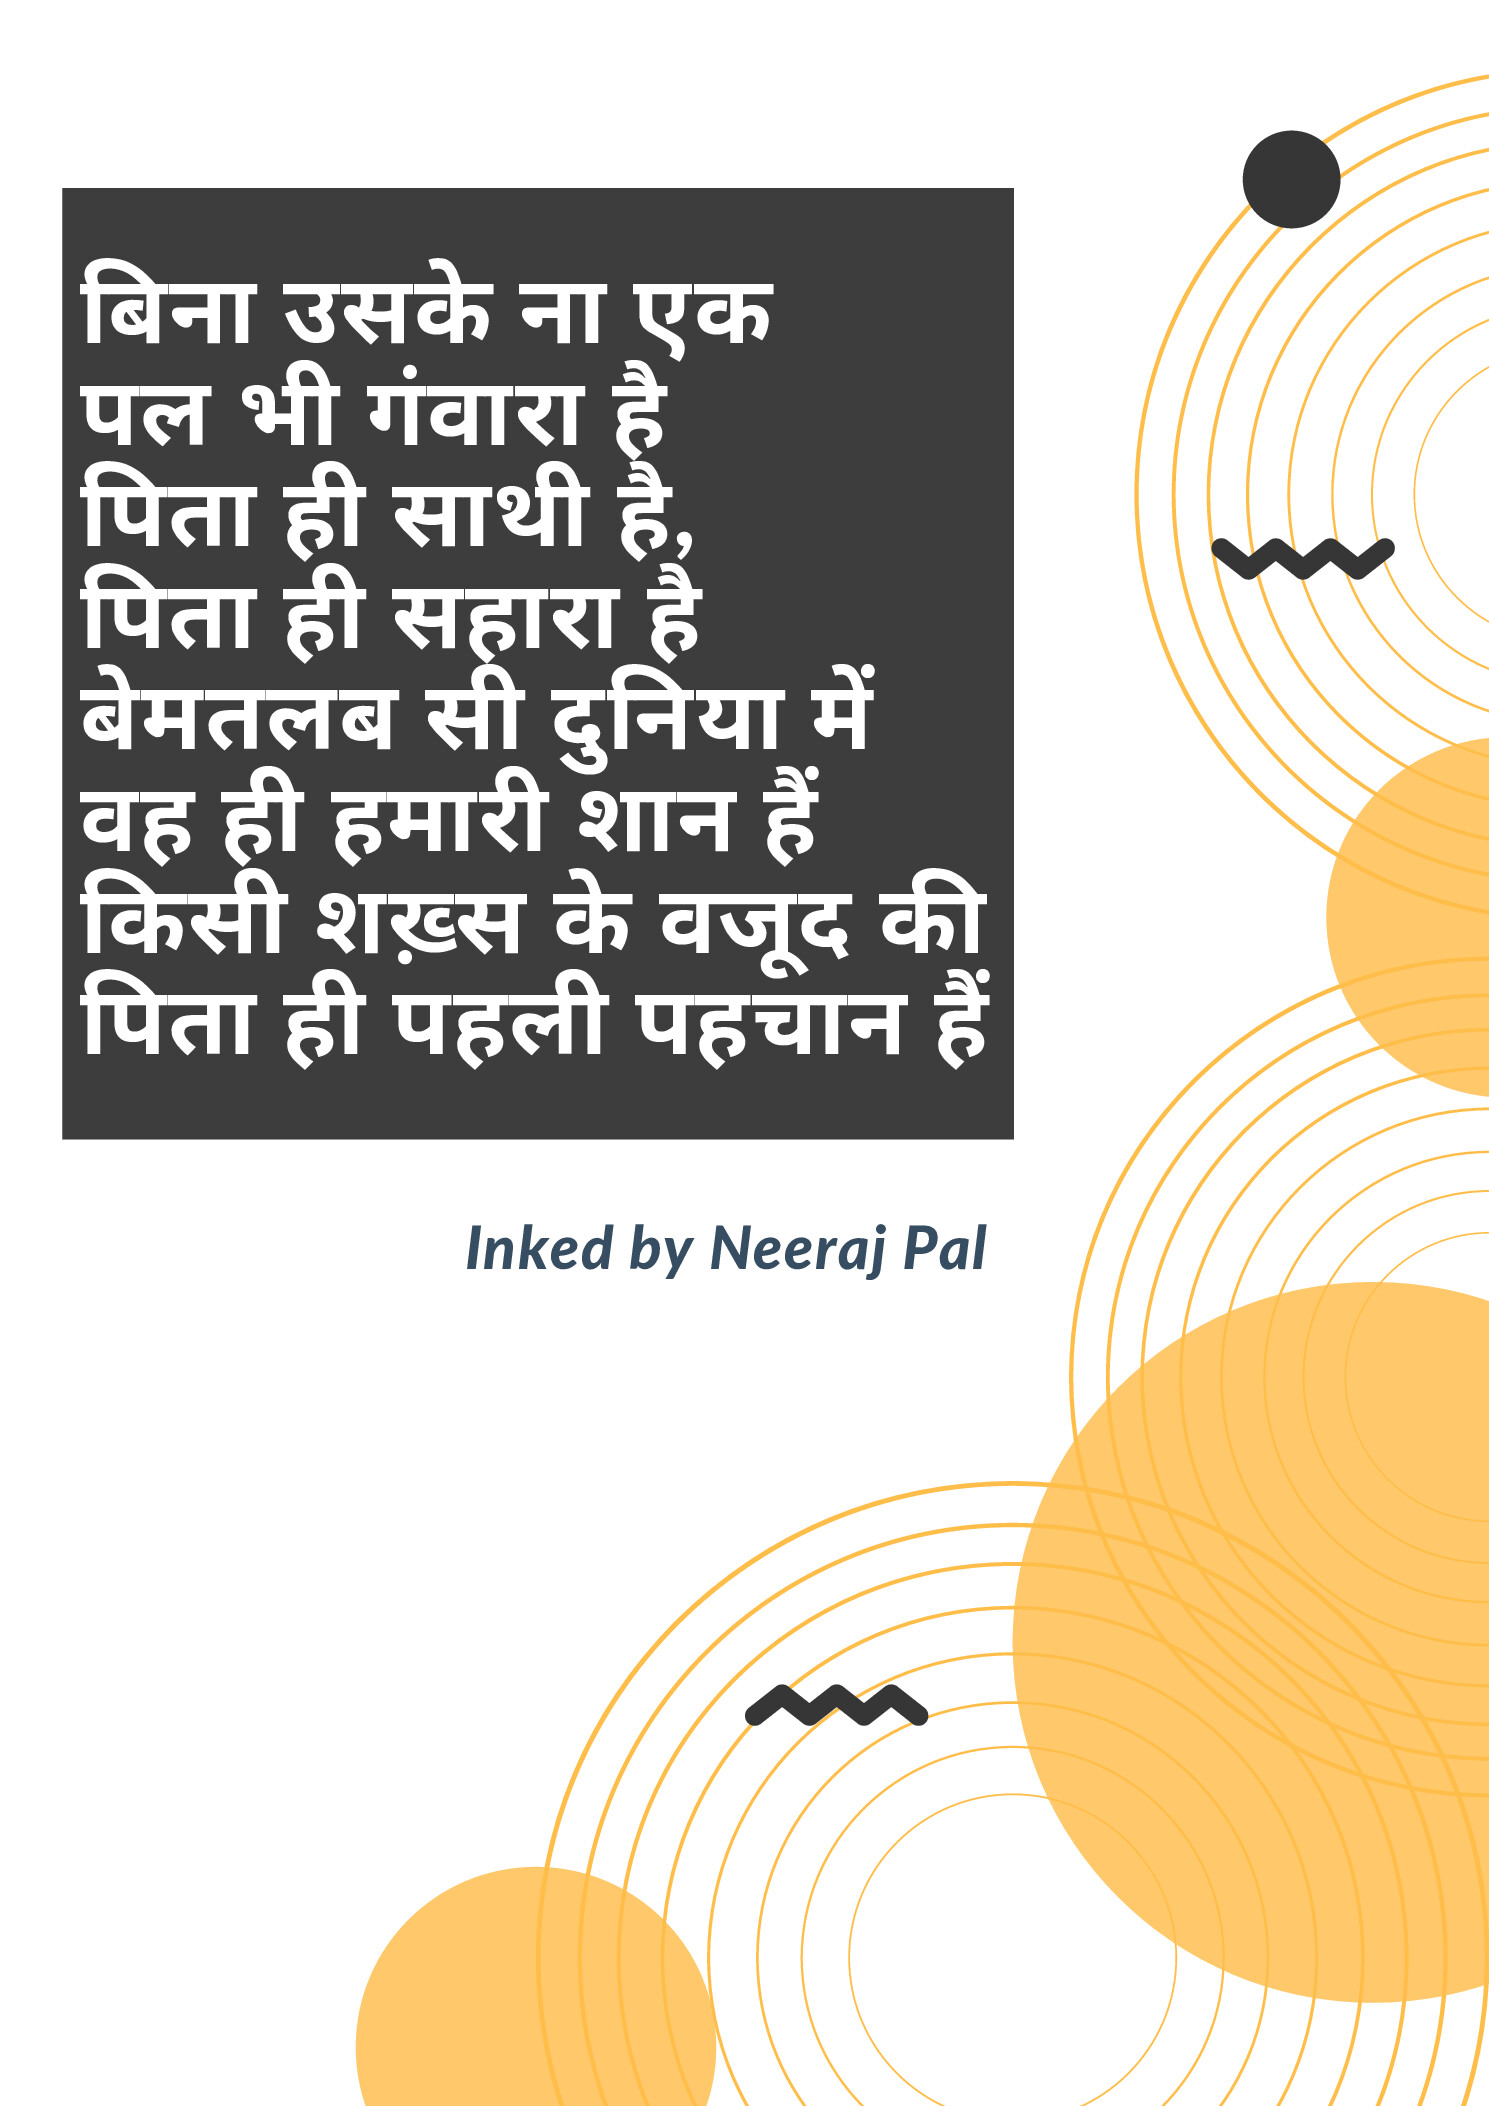 बिना उसके ना एक
पल भी गंवारा है
पिता ही साथी है,
पिता ही सहारा है
बेमतलब सी दुनिया में
वह ही हमारी शान हैं
किसी शख़्स के वजूद की
पिता ही पहली पहचान हैं
Inked by Neeraj Pal